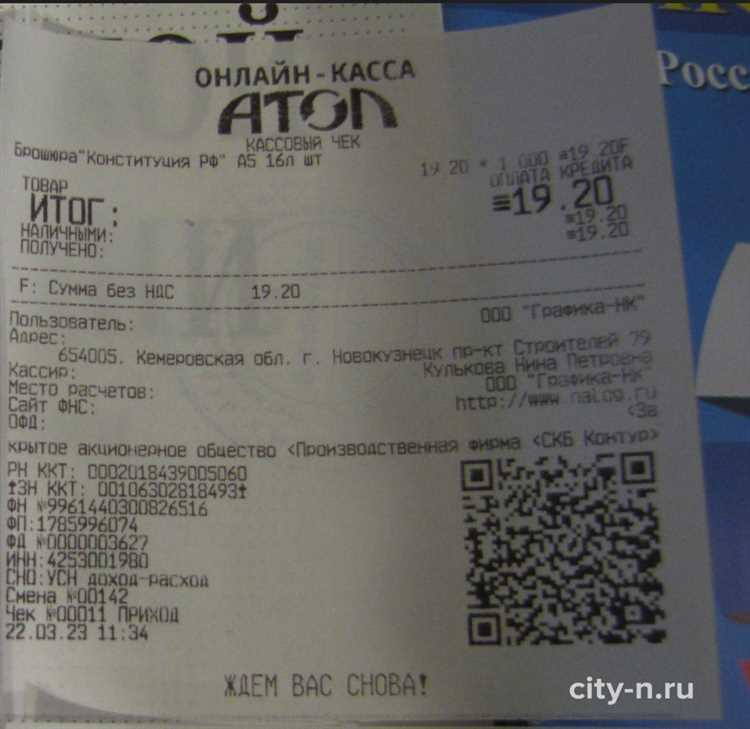 ОЙ
Росс
ОНЛАЙН-КАССА
АТОЛ
КАССОВЫЙ ЧЕК
Брошюра"Конституция РФ" А5 16л шт
19.20 * 1.000 ≡19.20F
ТОВАР ОПЛАТА КРЕДИТА
ИТОГ: ≡19.20
НАЛИЧНЫМИ: ≡19.20
ПОЛУЧЕНО: ≡19.20
F: Сумма без НДС 19.20
Пользователь: ООО "Графика-НК"
Адрес:
654005. Кемеровская обл. г. Новокузнецк пр-кт Строителей 79
Кассир: Кулькова Нина Петровна
Место расчетов: ООО "Графика-НК"
Сайт ФНС: http://www.nalog.ru
ОФД: <За
крытое акционерное общество <Производственная фирма <СКБ Контур>
РН ККТ: 0002018439005060
ЗН ККТ: 00106302818493
ФН №9961440300826516
ФП:1785996074
ФД №0000003627
ИНН:4253001980
СНО:УСН доход-расход
Смена №00142
Чек №00011 ПРИХОД
22.03.23 11:34
ЖДЕМ ВАС СНОВА!
city-n.ru